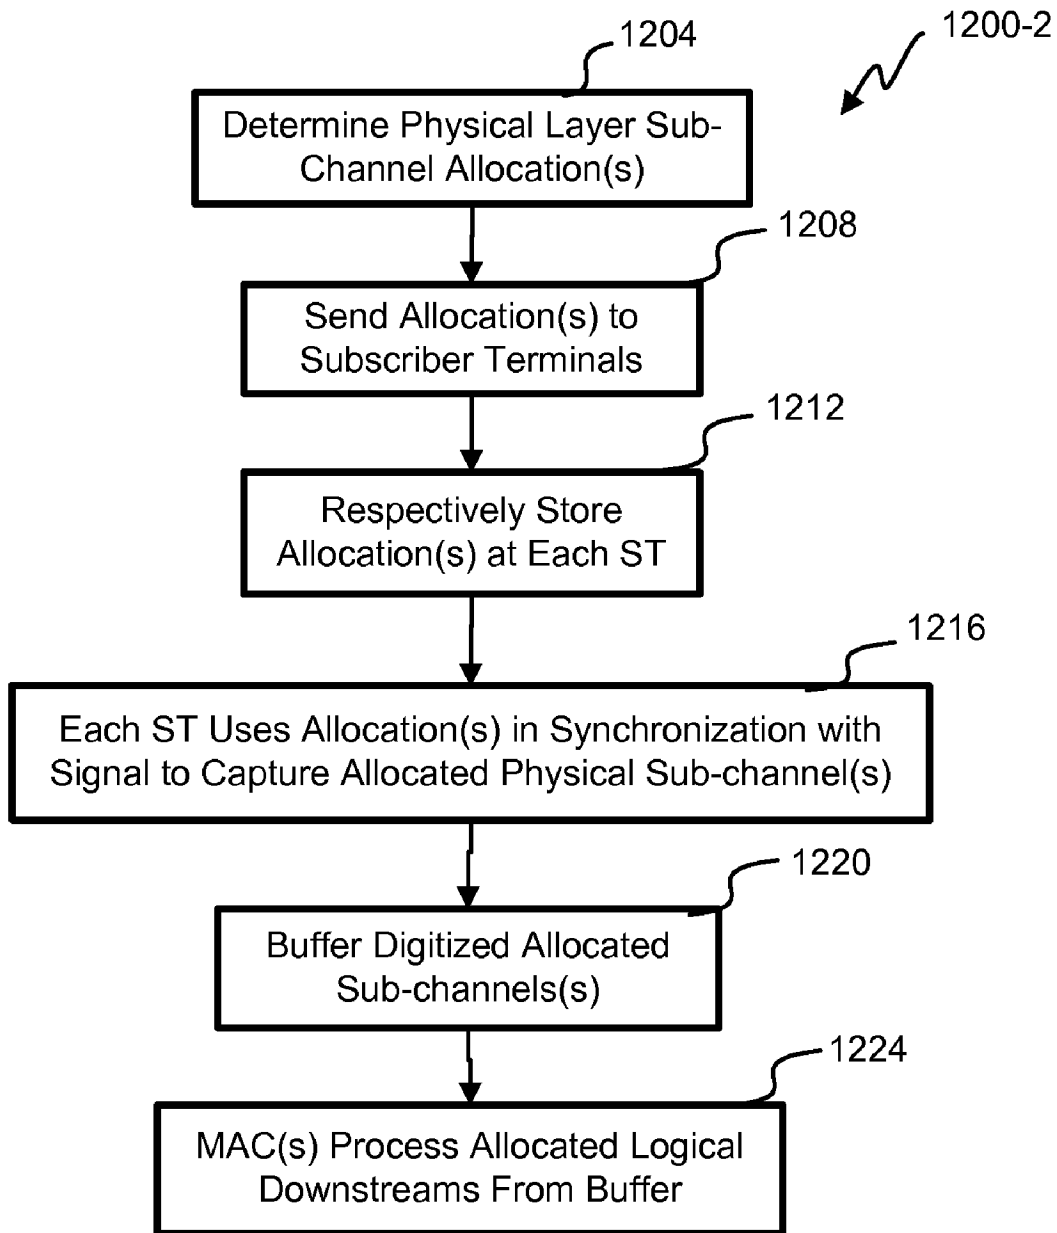 1204
1200-2
Determine Physical Layer Sub-
Channel Allocation(s)
1208
Send Allocation(s) to
Subscriber Terminals
1212
Respectively Store
Allocation(s) at Each ST
1216
Each ST Uses Allocation(s) in Synchronization with
Signal to Capture Allocated Physical Sub-channel(s)
1220
Buffer Digitized Allocated
Sub-channels(s)
1224
MAC(s) Process Allocated Logical
Downstreams From Buffer